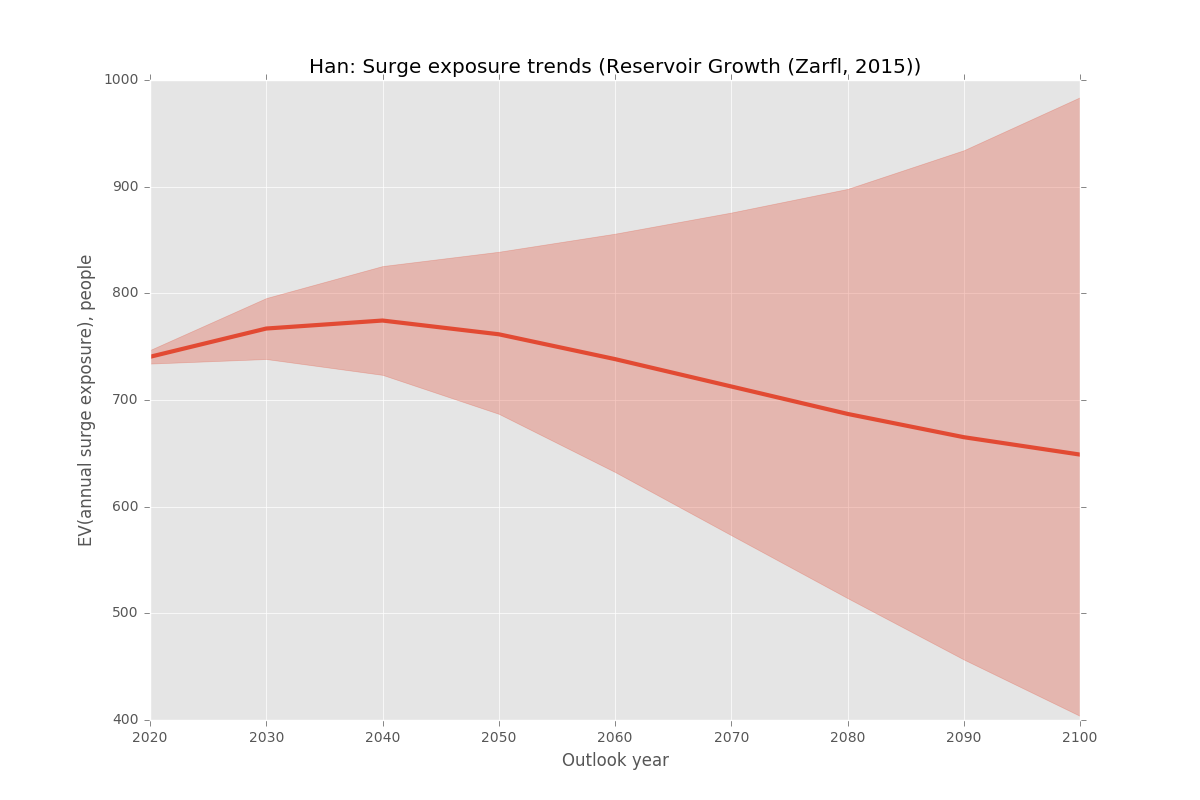 Han: Surge exposure trends (Reservoir Growth (Zarfl, 2015))
1000
900
800
700
600
500
400
EV(annual surge exposure), people
2020 2030 2040 2050 2060 2070 2080 2090 2100
Outlook year